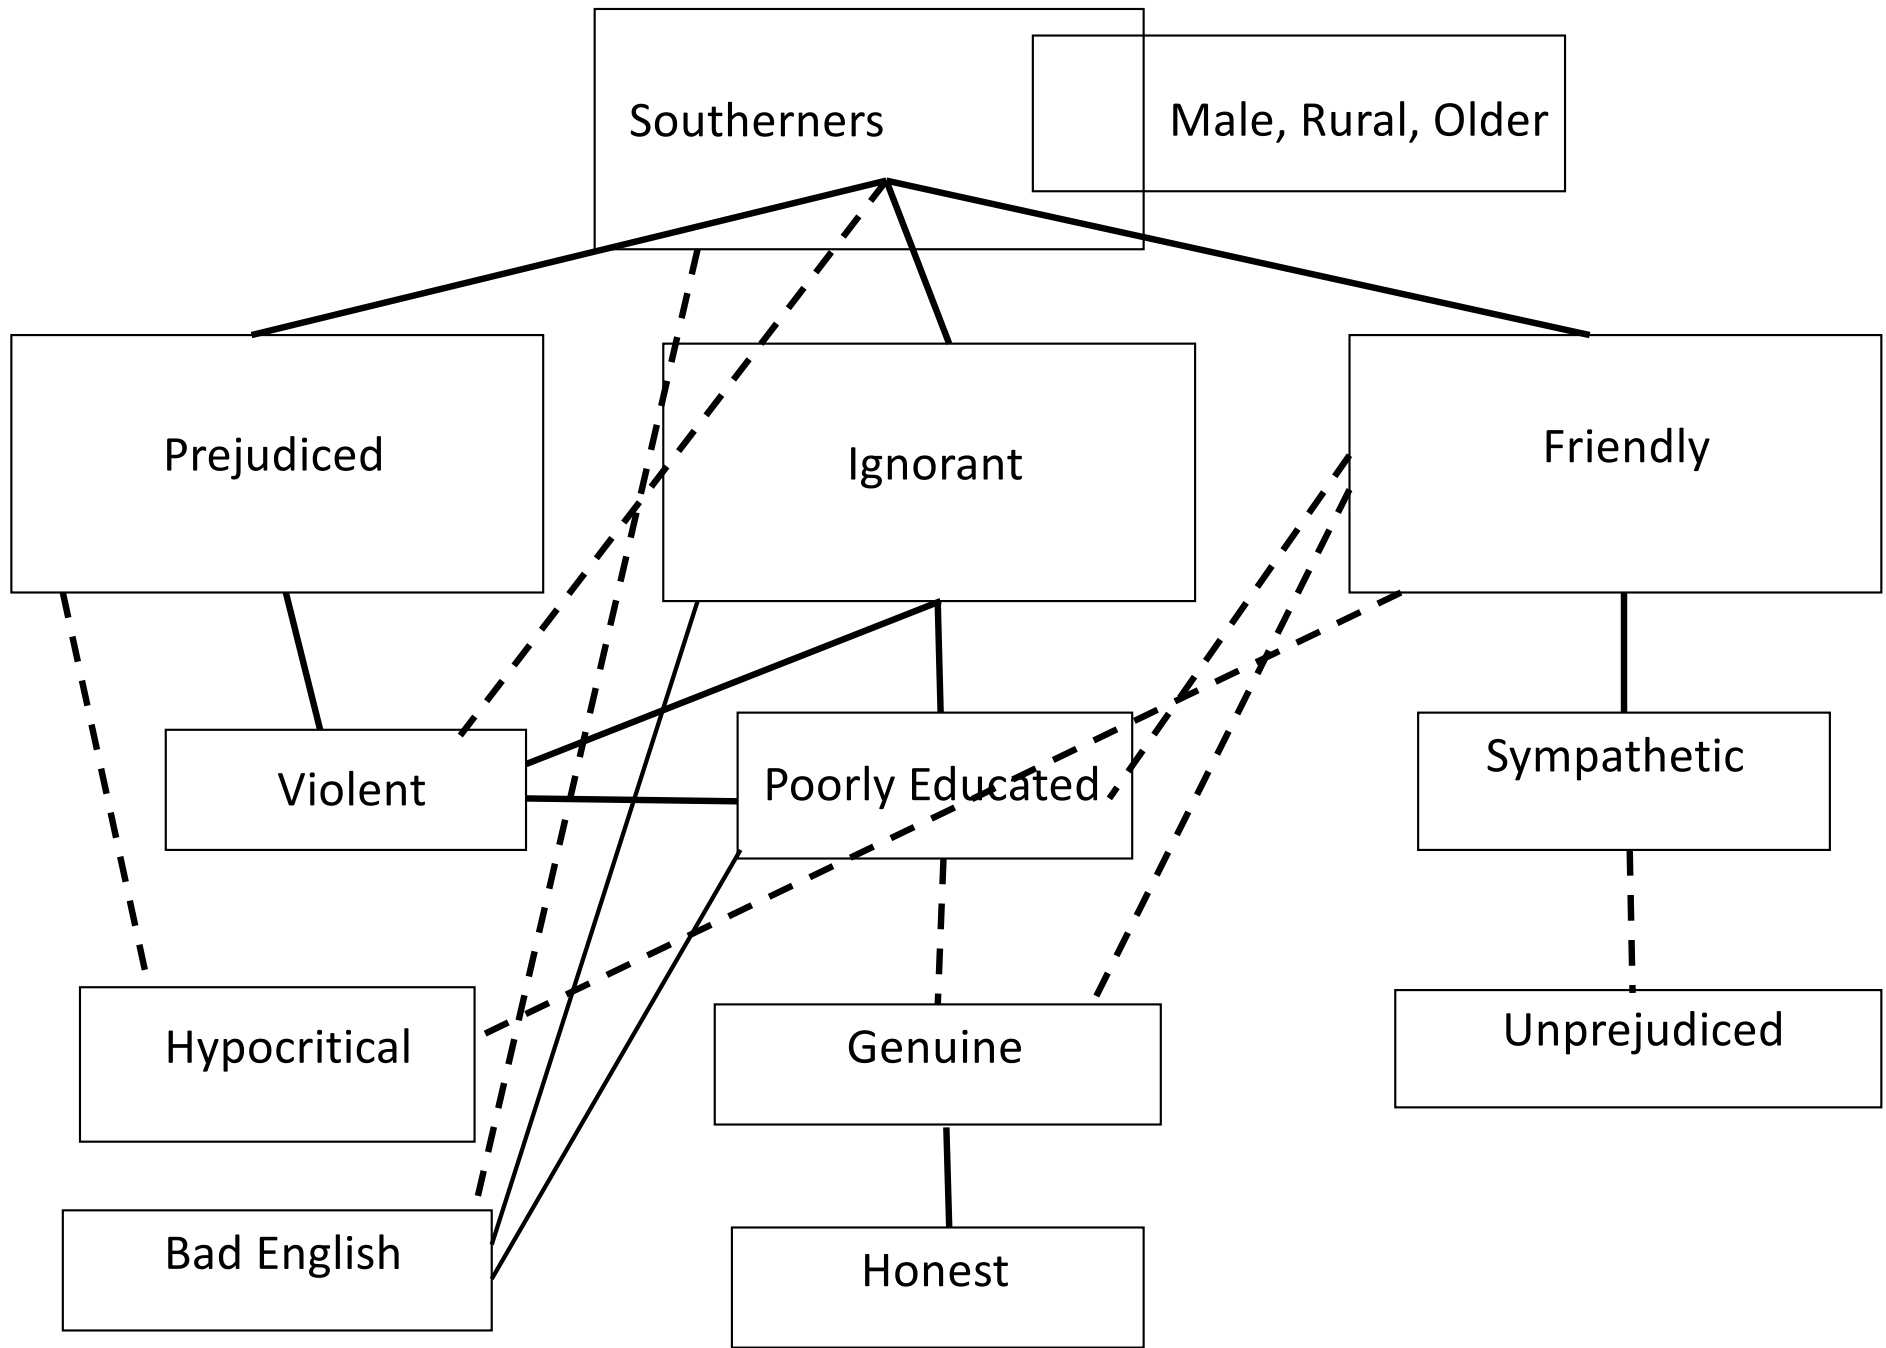 Southerners
Male, Rural, Older
Prejudiced
Ignorant
Friendly
Violent
Poorly Educated
Sympathetic
Hypocritical
Genuine
Unprejudiced
Bad English
Honest